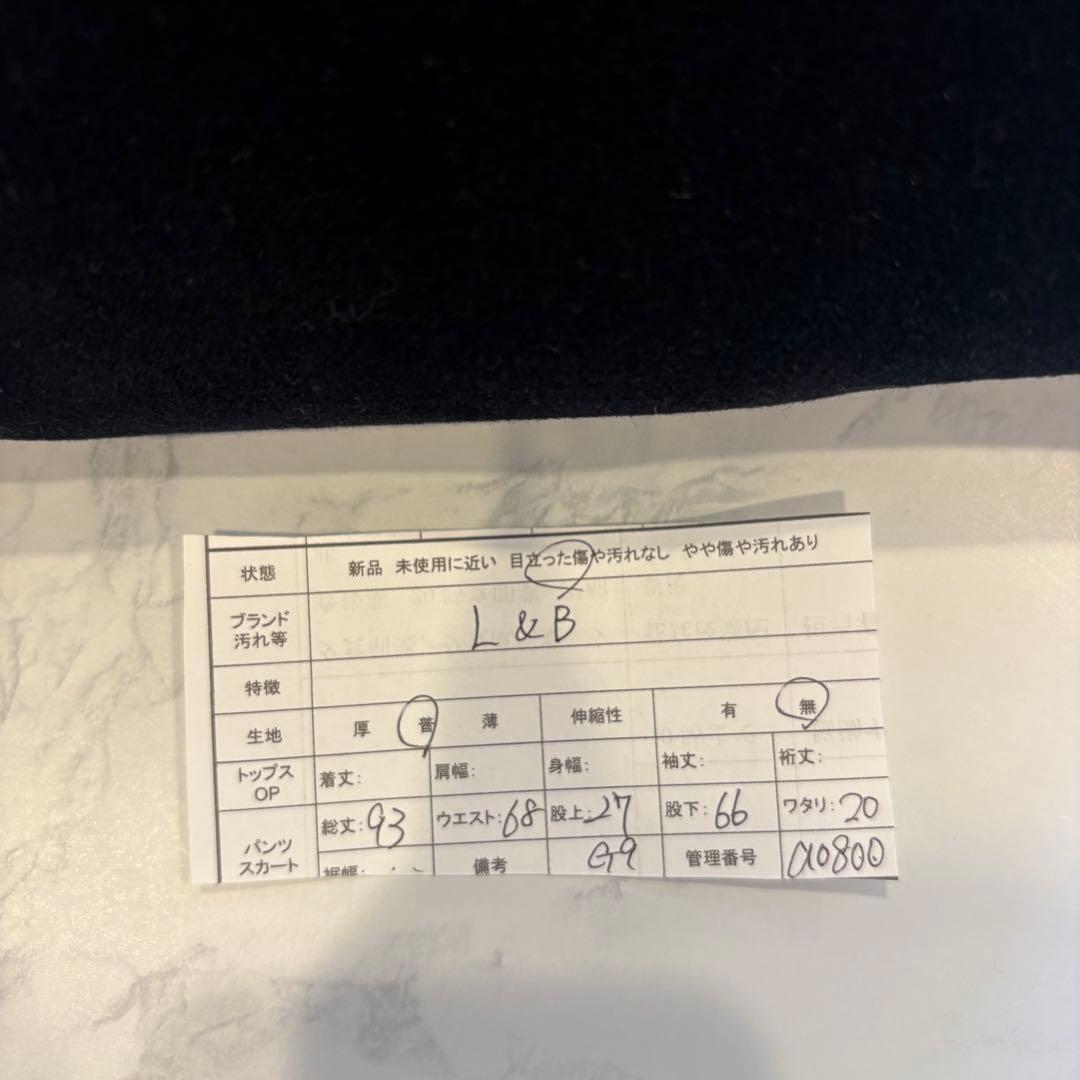 状態 新品 未使用に近い 目立った傷や汚れなし やや傷や汚れあり
ブランド 汚れ等 L & B
特徴
生地 厚 普 薄 伸縮性 有 無
トップス OP 着丈: 肩幅: 身幅: 袖丈: 裄丈:
パンツ スカート 総丈:93 ウエスト:68 股上:27 股下:66 ワタリ:20
裾幅: 備考 G9 管理番号 a0800